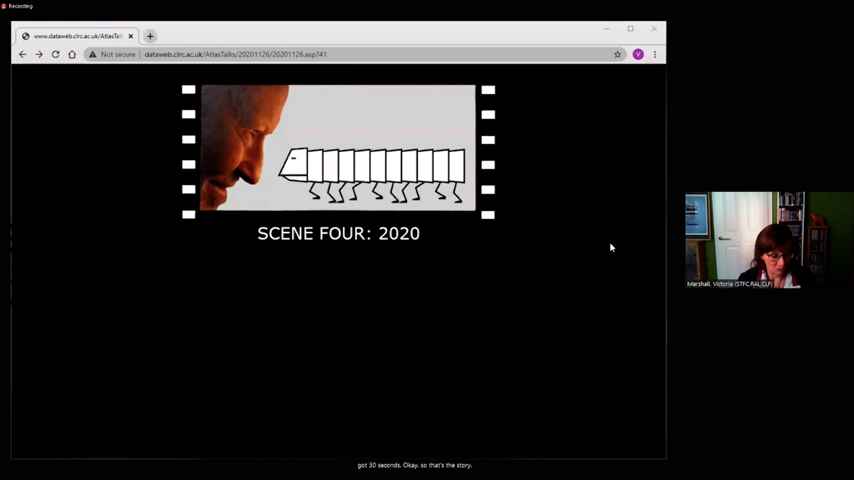 Recording
www.dataweb.clrc.ac.uk/AtlasTalks
Not secure
dataweb.clrc.ac.uk/AtlasTalks/20201126/20201126.asp?41
V
SCENE FOUR: 2020
Marshall, Victoria (STFC,RAL,CLF)
got 30 seconds. Okay, so that's the story.